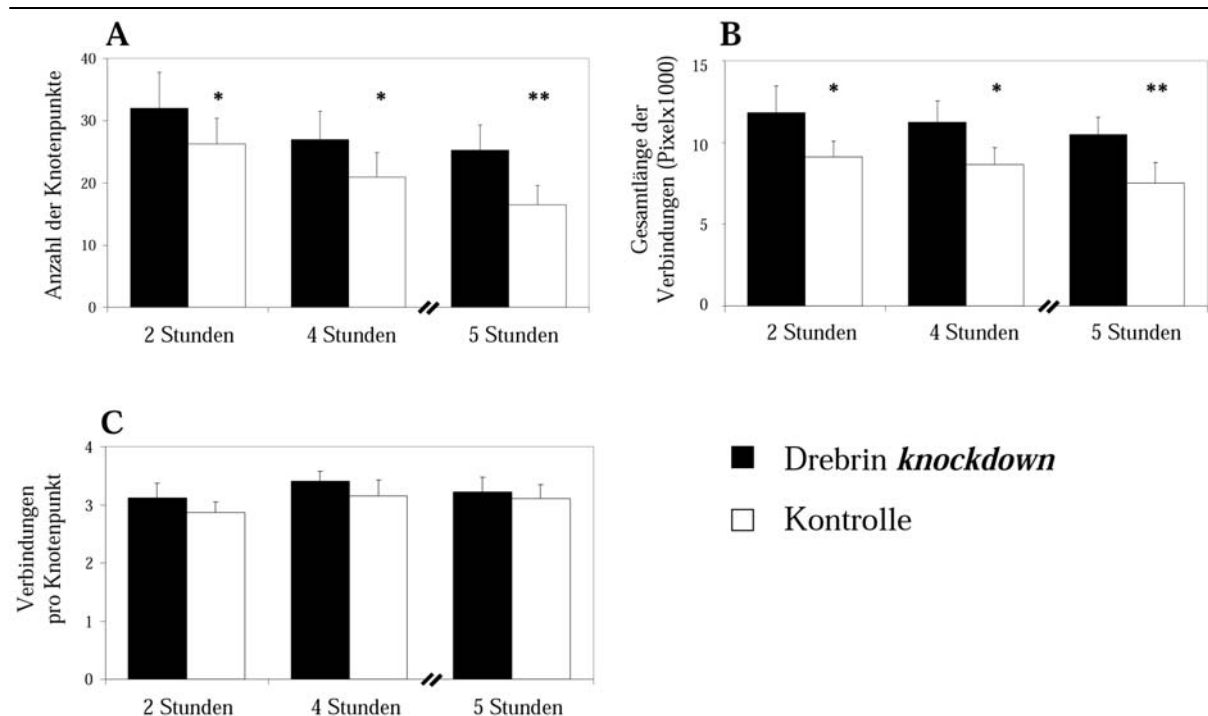 A
Anzahl der Knotenpunkte
40
30
20
10
0
*
*
**
2 Stunden
4 Stunden
5 Stunden
B
Gesamtlänge der
Verbindungen (Pixelx1000)
15
10
5
0
*
*
**
2 Stunden
4 Stunden
5 Stunden
C
Verbindungen
pro Knotenpunkt
4
3
2
1
0
2 Stunden
4 Stunden
5 Stunden
Drebrin knockdown
Kontrolle